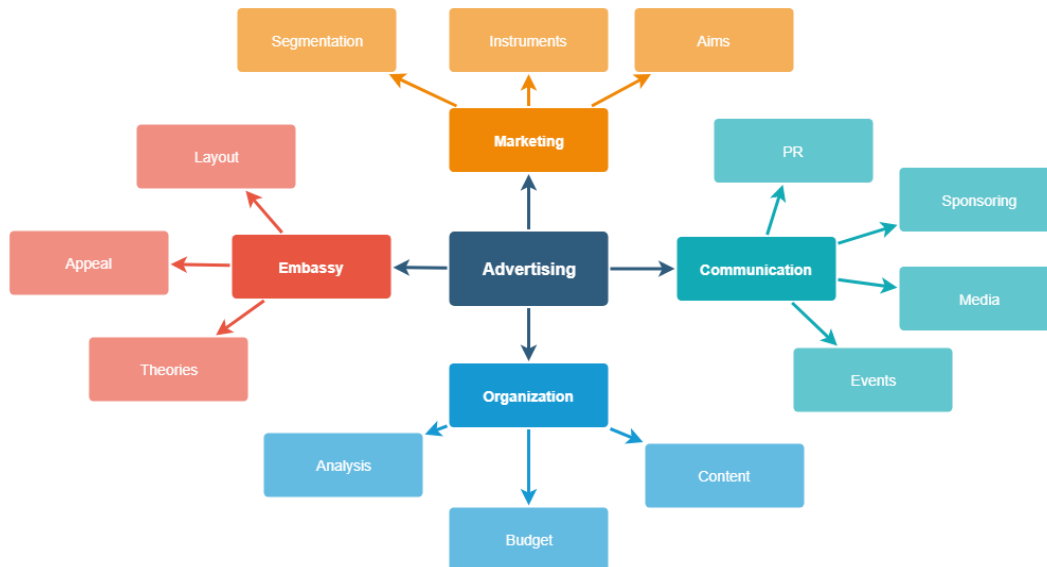 Segmentation
Instruments
Aims
Marketing
PR
Layout
Sponsoring
Appeal
Embassy
Advertising
Communication
Media
Theories
Events
Organization
Analysis
Content
Budget